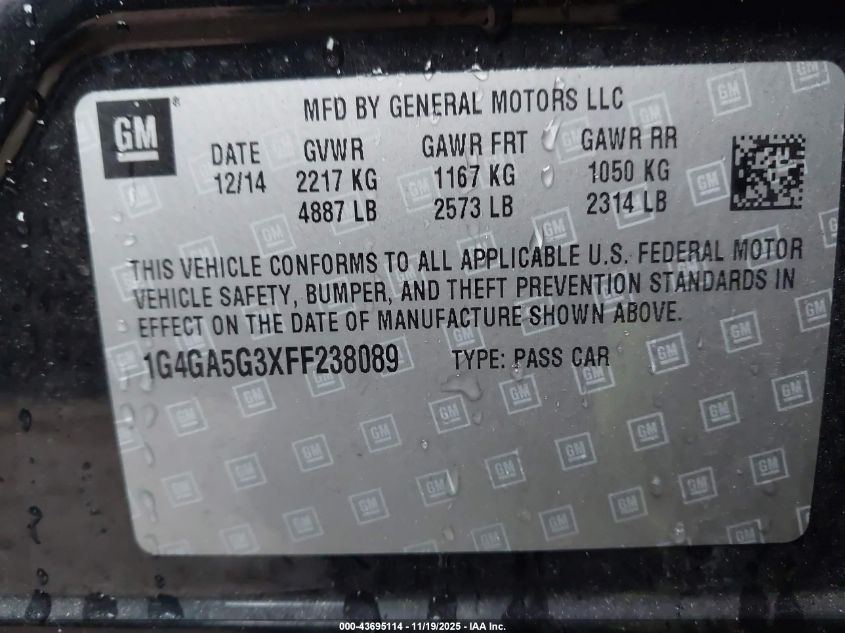 GM®
MFD BY GENERAL MOTORS LLC
DATE GVWR GAWR FRT GAWR RR
12/14 2217 KG 1167 KG 1050 KG
4887 LB 2573 LB 2314 LB
THIS VEHICLE CONFORMS TO ALL APPLICABLE U.S. FEDERAL MOTOR
VEHICLE SAFETY, BUMPER, AND THEFT PREVENTION STANDARDS IN
EFFECT ON THE DATE OF MANUFACTURE SHOWN ABOVE.
1G4GA5G3XFF238089 TYPE: PASS CAR
000-43695114 - 11/19/2025 - IAA Inc.